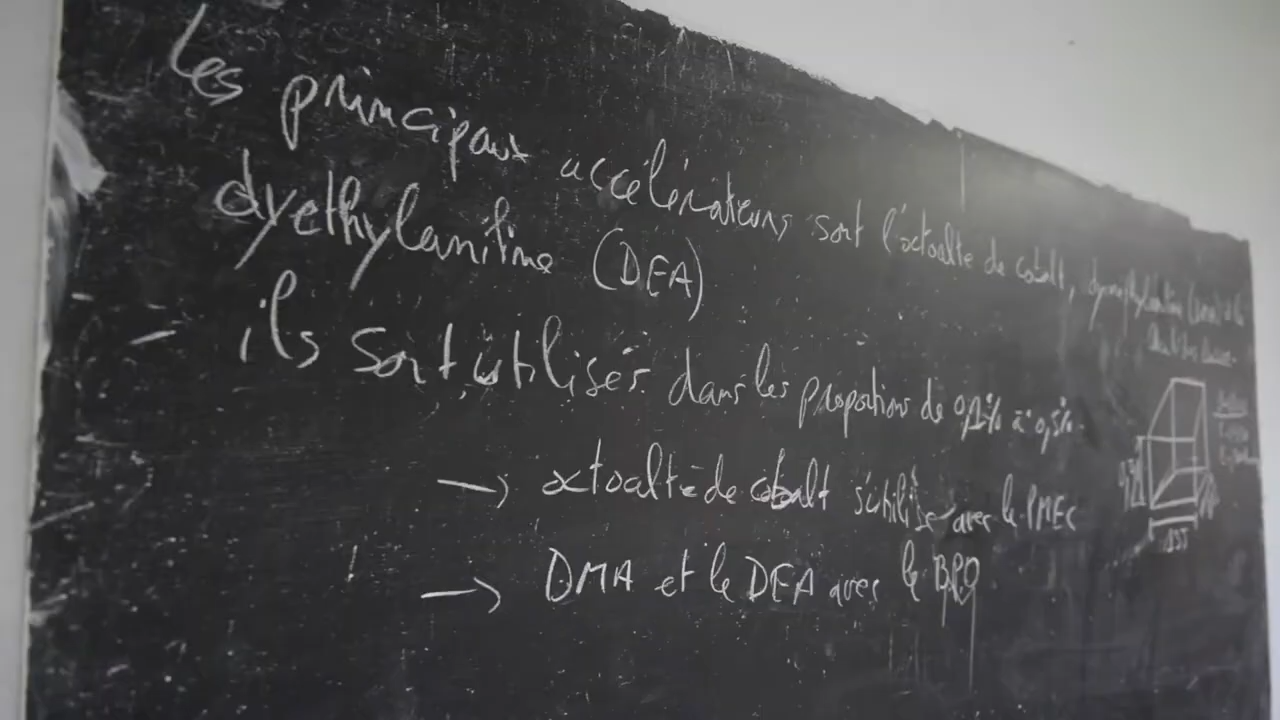 Les principaux accélérateurs sont l'octoalte de cobalt, dymethylaniline (DMA) et la
dyethylaniline (DEA)
- ils sont utilisés dans les proportions de 0,1% à 0,5%.
→ octoalte de cobalt s'utilise avec le PMEC
→ DMA et le DEA avec le BPO